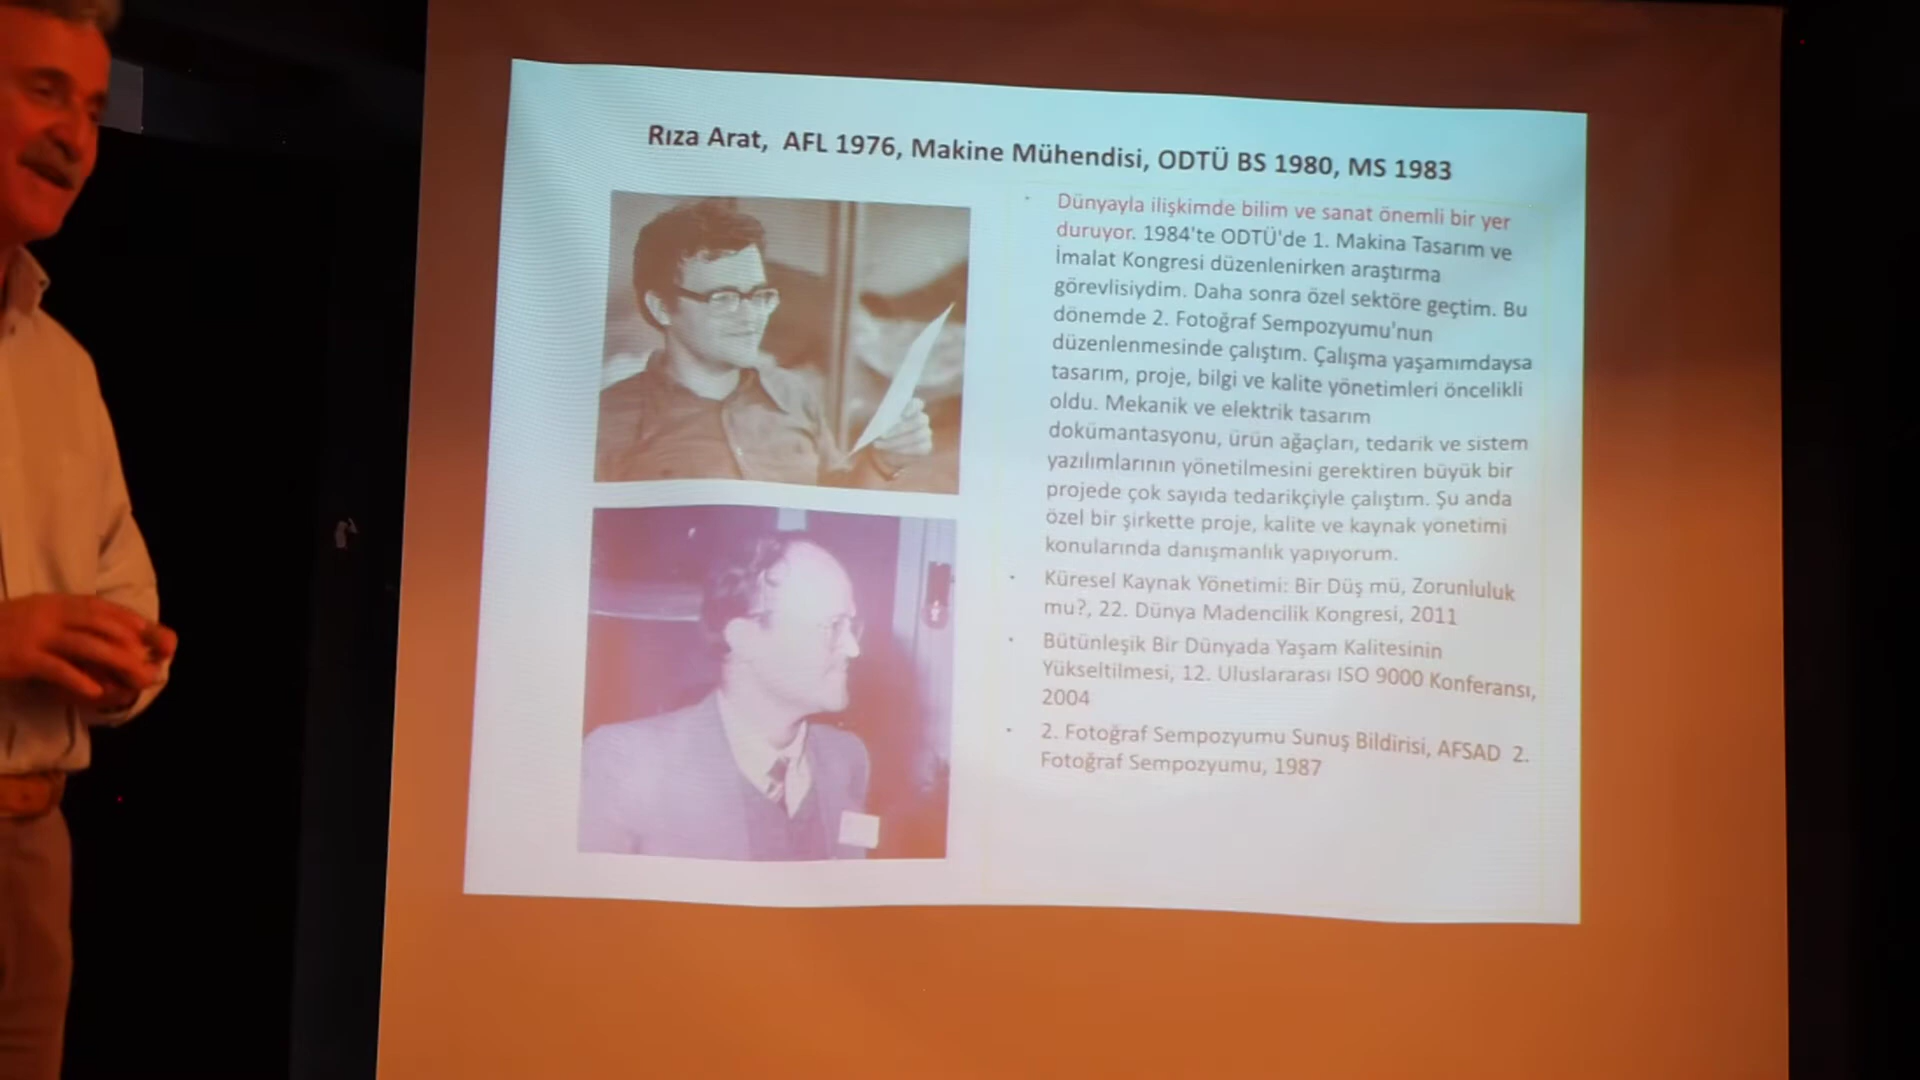 Rıza Arat, AFL 1976, Makine Mühendisi, ODTÜ BS 1980, MS 1983
Dünyayla ilişkimde bilim ve sanat önemli bir yer
duruyor. 1984'te ODTÜ'de 1. Makina Tasarım ve
İmalat Kongresi düzenlenirken araştırma
görevlisiydim. Daha sonra özel sektöre geçtim. Bu
dönemde 2. Fotoğraf Sempozyumu'nun
düzenlenmesinde çalıştım. Çalışma yaşamımdaysa
tasarım, proje, bilgi ve kalite yönetimleri öncelikli
oldu. Mekanik ve elektrik tasarım
dokümantasyonu, ürün ağaçları, tedarik ve sistem
yazılımlarının yönetilmesini gerektiren büyük bir
projede çok sayıda tedarikçiyle çalıştım. Şu anda
özel bir şirkette proje, kalite ve kaynak yönetimi
konularında danışmanlık yapıyorum.
Küresel Kaynak Yönetimi: Bir Düş mü, Zorunluluk
mu?, 22. Dünya Madencilik Kongresi, 2011
Bütünleşik Bir Dünyada Yaşam Kalitesinin
Yükseltilmesi, 12. Uluslararası ISO 9000 Konferansı,
2004
2. Fotoğraf Sempozyumu Sunuş Bildirisi, AFSAD 2.
Fotoğraf Sempozyumu, 1987